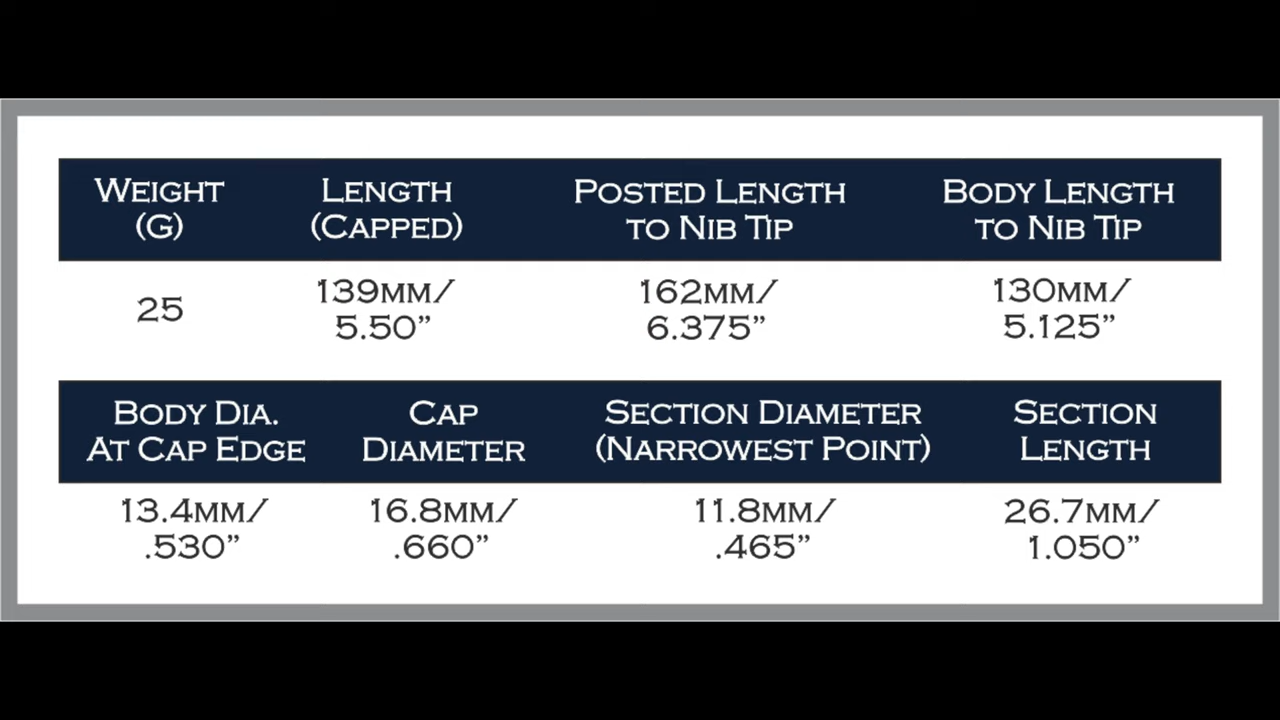 WEIGHT (G)
LENGTH (CAPPED)
POSTED LENGTH TO NIB TIP
BODY LENGTH TO NIB TIP
25
139MM/ 5.50”
162MM/ 6.375”
130MM/ 5.125”
BODY DIA. AT CAP EDGE
CAP DIAMETER
SECTION DIAMETER (NARROWEST POINT)
SECTION LENGTH
13.4MM/ .530”
16.8MM/ .660”
11.8MM/ .465”
26.7MM/ 1.050”